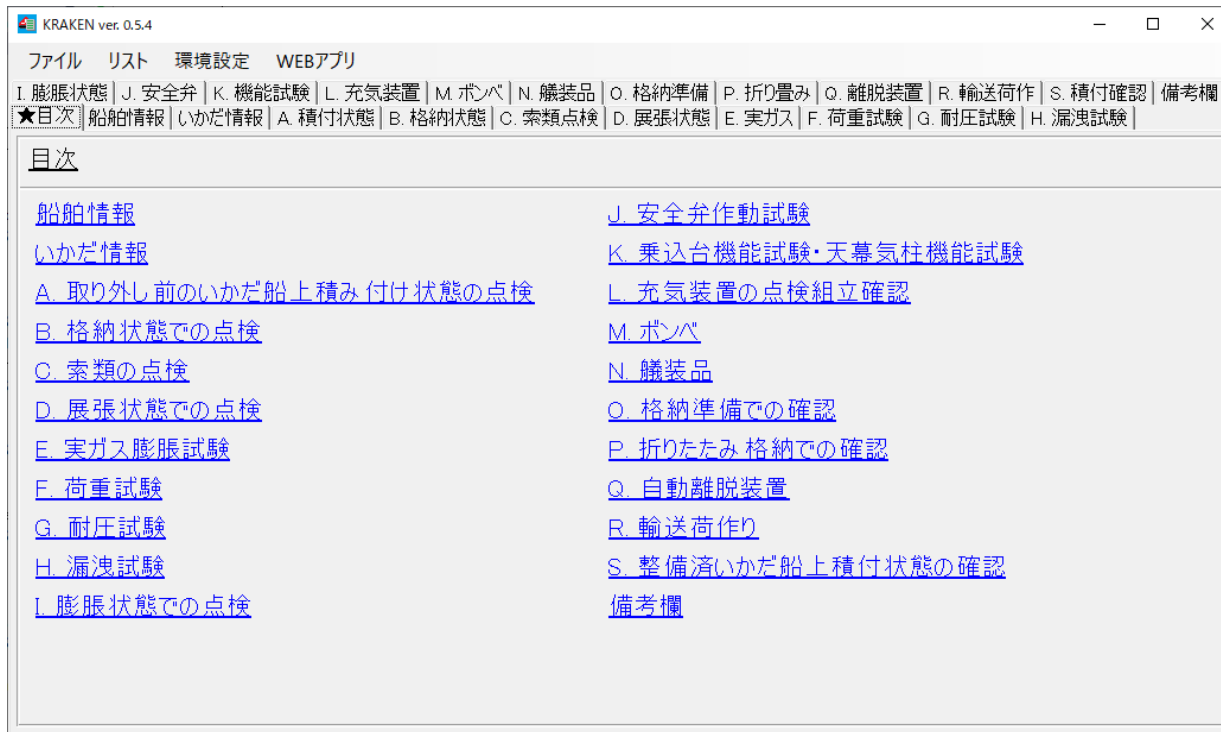 KRAKEN ver. 0.5.4
ファイル リスト 環境設定 WEBアプリ
I. 膨脹状態 J. 安全弁 K. 機能試験 L. 充気装置 M. ボンベ N. 艤装品 O. 格納準備 P. 折り畳み Q. 離脱装置 R. 輸送荷作 S. 積付確認 備考欄
★目次 船舶情報 いかだ情報 A. 積付状態 B. 格納状態 C. 索類点検 D. 展張状態 E. 実ガス F. 荷重試験 G. 耐圧試験 H. 漏洩試験
目次
船舶情報
いかだ情報
A. 取り外し前のいかだ船上積み付け状態の点検
B. 格納状態での点検
C. 索類の点検
D. 展張状態での点検
E. 実ガス膨脹試験
F. 荷重試験
G. 耐圧試験
H. 漏洩試験
I. 膨脹状態での点検
J. 安全弁作動試験
K. 乗込台機能試験・天幕気柱機能試験
L. 充気装置の点検組立確認
M. ボンベ
N. 艤装品
O. 格納準備での確認
P. 折りたたみ格納での確認
Q. 自動離脱装置
R. 輸送荷作り
S. 整備済いかだ船上積付状態の確認
備考欄